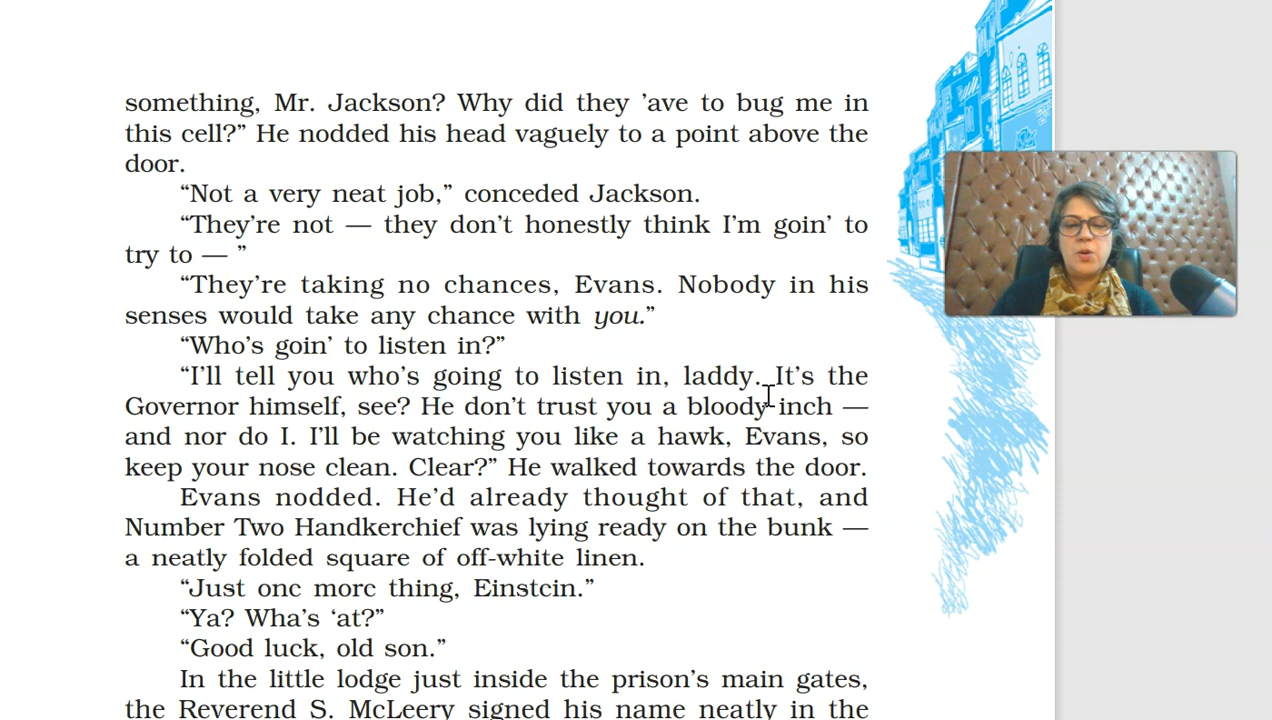 something, Mr. Jackson? Why did they ’ave to bug me in
this cell?” He nodded his head vaguely to a point above the
door.
“Not a very neat job,” conceded Jackson.
“They’re not — they don’t honestly think I’m goin’ to
try to — ”
“They’re taking no chances, Evans. Nobody in his
senses would take any chance with you.”
“Who’s goin’ to listen in?”
“I’ll tell you who’s going to listen in, laddy. It’s the
Governor himself, see? He don’t trust you a bloody inch —
and nor do I. I’ll be watching you like a hawk, Evans, so
keep your nose clean. Clear?” He walked towards the door.
Evans nodded. He’d already thought of that, and
Number Two Handkerchief was lying ready on the bunk —
a neatly folded square of off-white linen.
“Just one more thing, Einstein.”
“Ya? Wha’s ‘at?”
“Good luck, old son.”
In the little lodge just inside the prison’s main gates,
the Reverend S. McLeery signed his name neatly in the